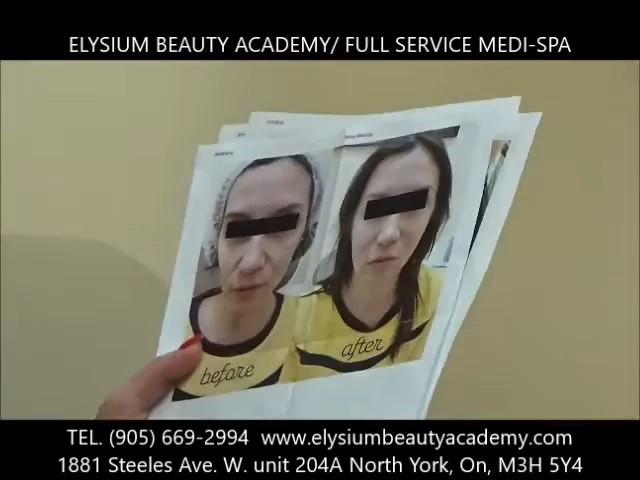 ELYSIUM BEAUTY ACADEMY/ FULL SERVICE MEDI-SPA
before
after
TEL. (905) 669-2994 www.elysiumbeautyacademy.com
1881 Steeles Ave. W. unit 204A North York, On, M3H 5Y4